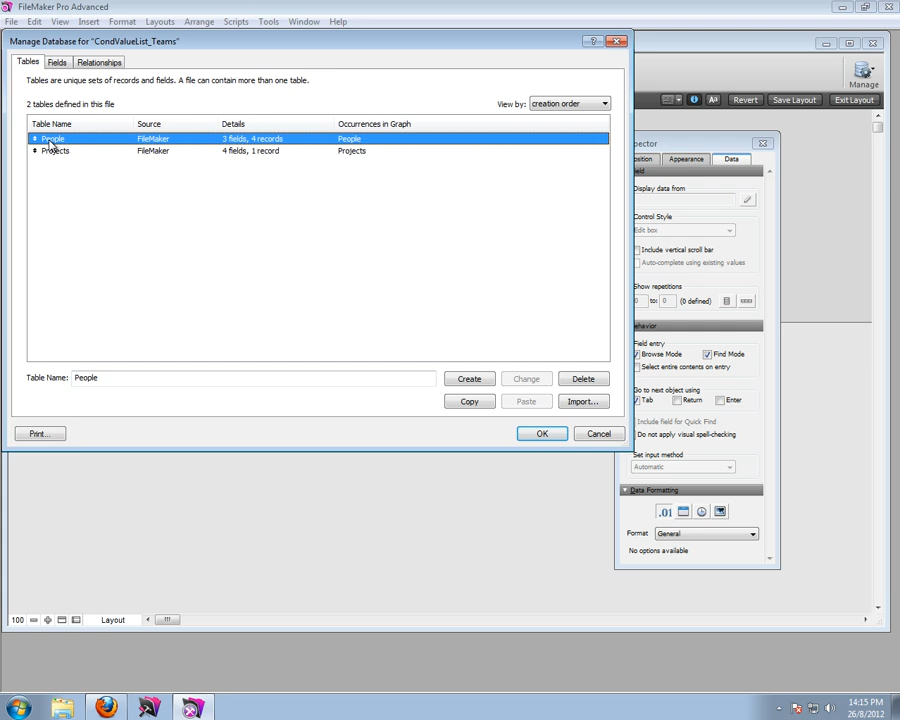 FileMaker Pro Advanced
File Edit View Insert Format Layouts Arrange Scripts Tools Window Help
Manage Database for "CondValueList_Teams"
Tables Fields Relationships
Tables are unique sets of records and fields. A file can contain more than one table.
2 tables defined in this file
View by: creation order
Table Name Source Details Occurrences in Graph
People FileMaker 3 fields, 4 records People
Projects FileMaker 4 fields, 1 record Projects
Table Name: People
Create Change Delete
Copy Paste Import...
Print... OK Cancel
Manage
Aa Revert Save Layout Exit Layout
Appearance Data
Display data from
Control Style
Edit box
Include vertical scroll bar
Auto-complete using existing values
Show repetitions
0 to: 0 (0 defined)
Field entry
Browse Mode Find Mode
Select entire contents on entry
Go to next object using
Tab Return Enter
Include field for Quick Find
Do not apply visual spell-checking
Set input method
Automatic
Data Formatting
.01
Format General
No options available
100 Layout
14:15 PM
26/8/2012